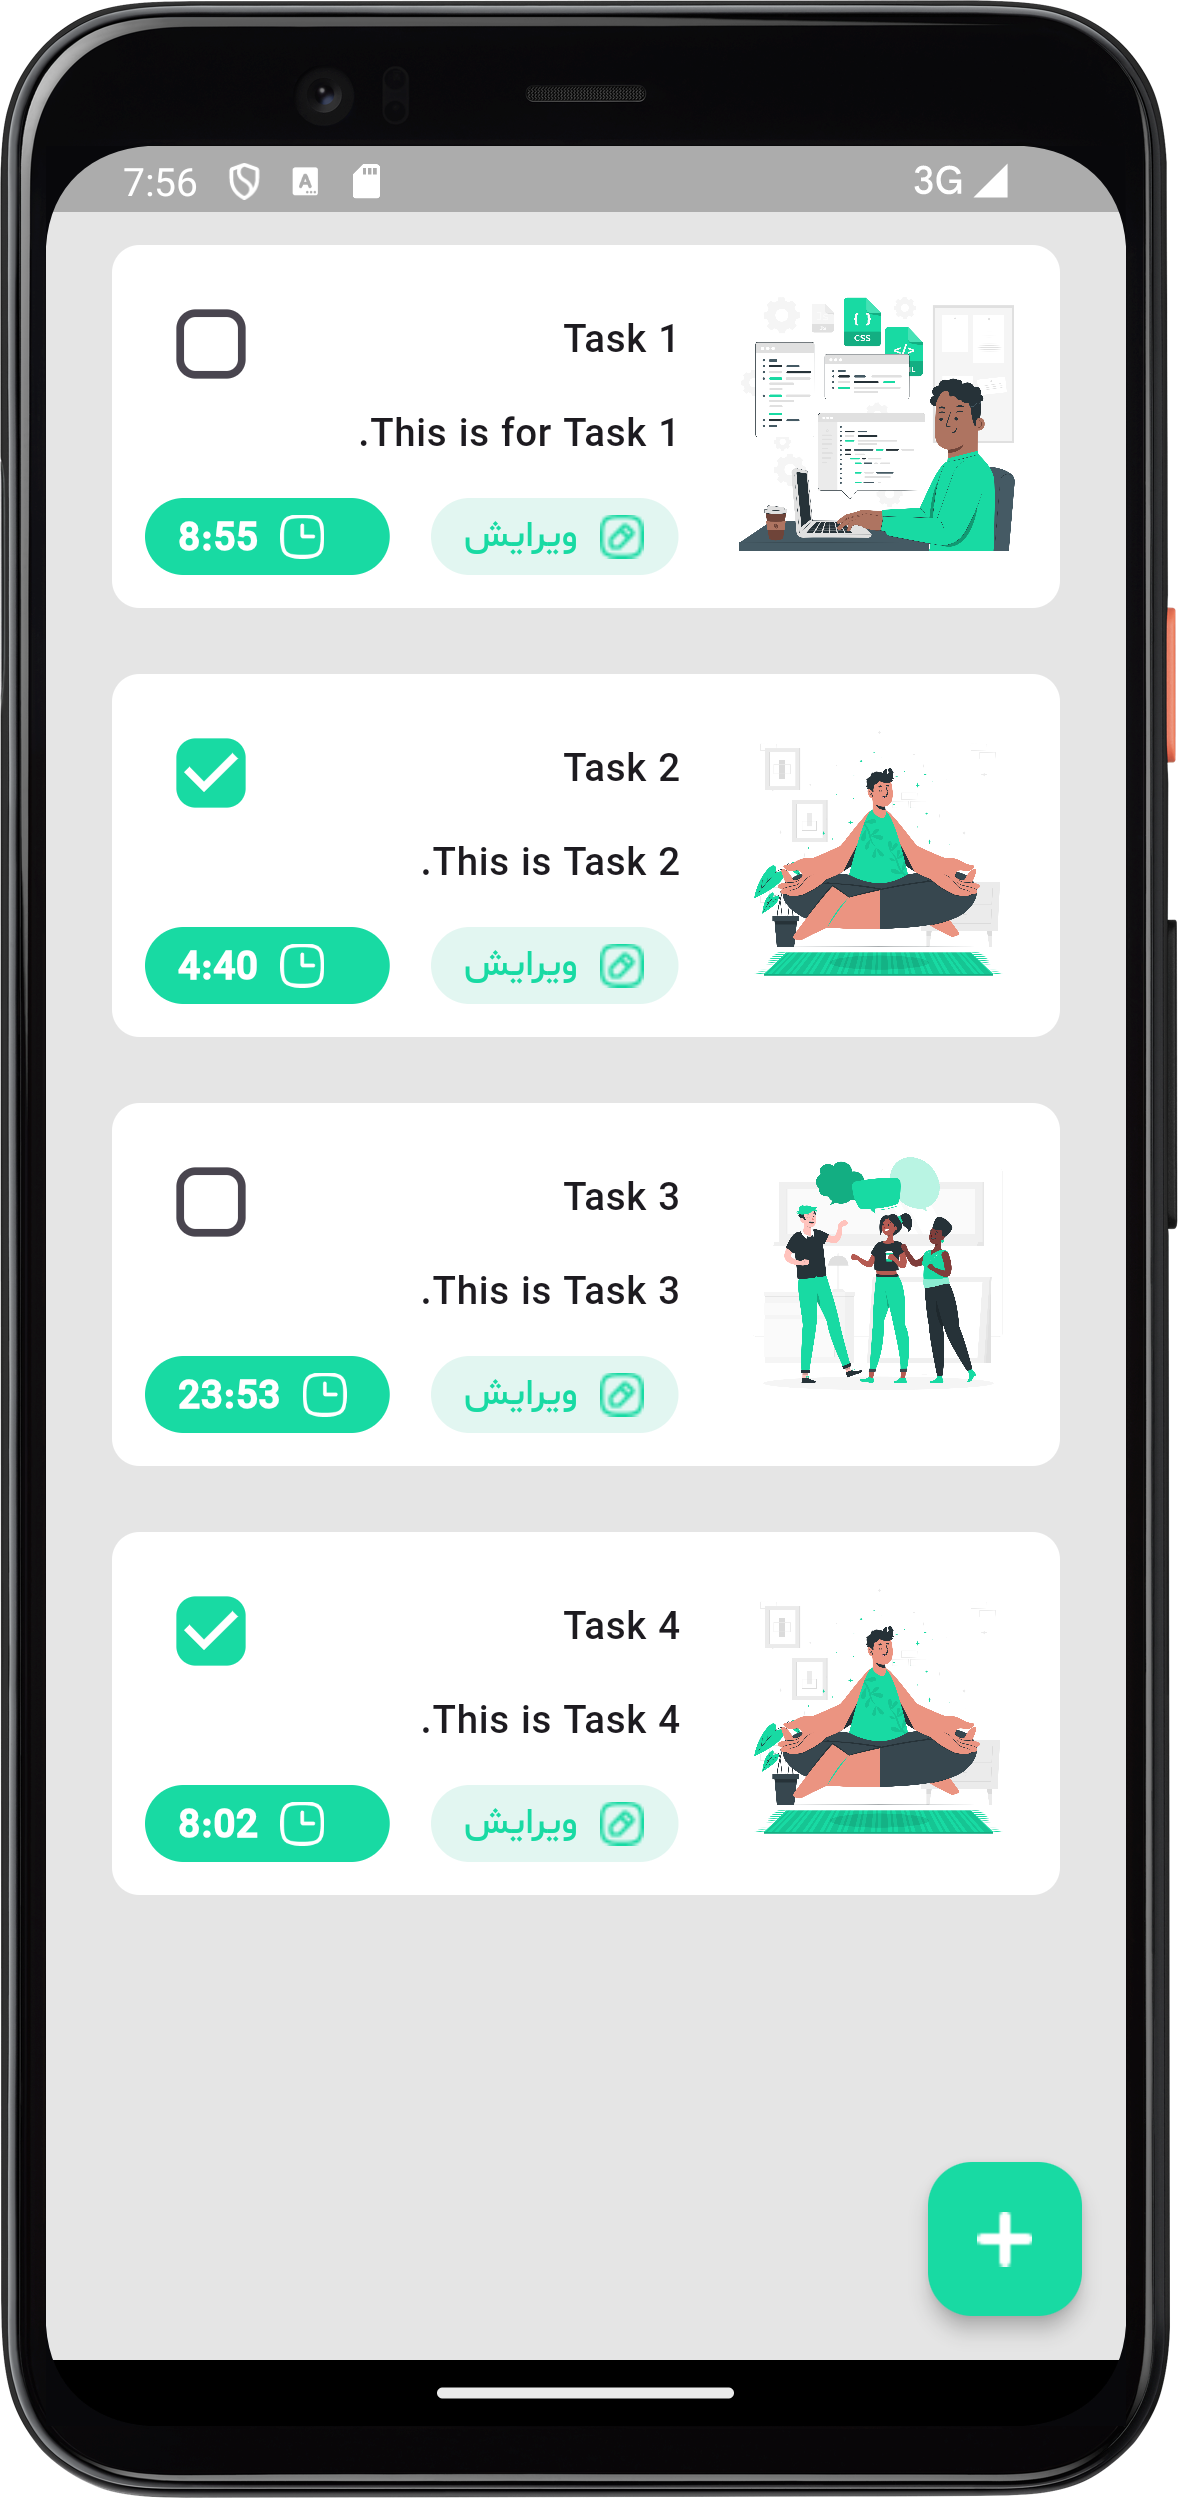 7:56 A 3G
Task 1
.This is for Task 1
ویرایش
8:55
{ }
CSS
</>
Task 2
.This is Task 2
ویرایش
4:40
Task 3
.This is Task 3
ویرایش
23:53
Task 4
.This is Task 4
ویرایش
8:02